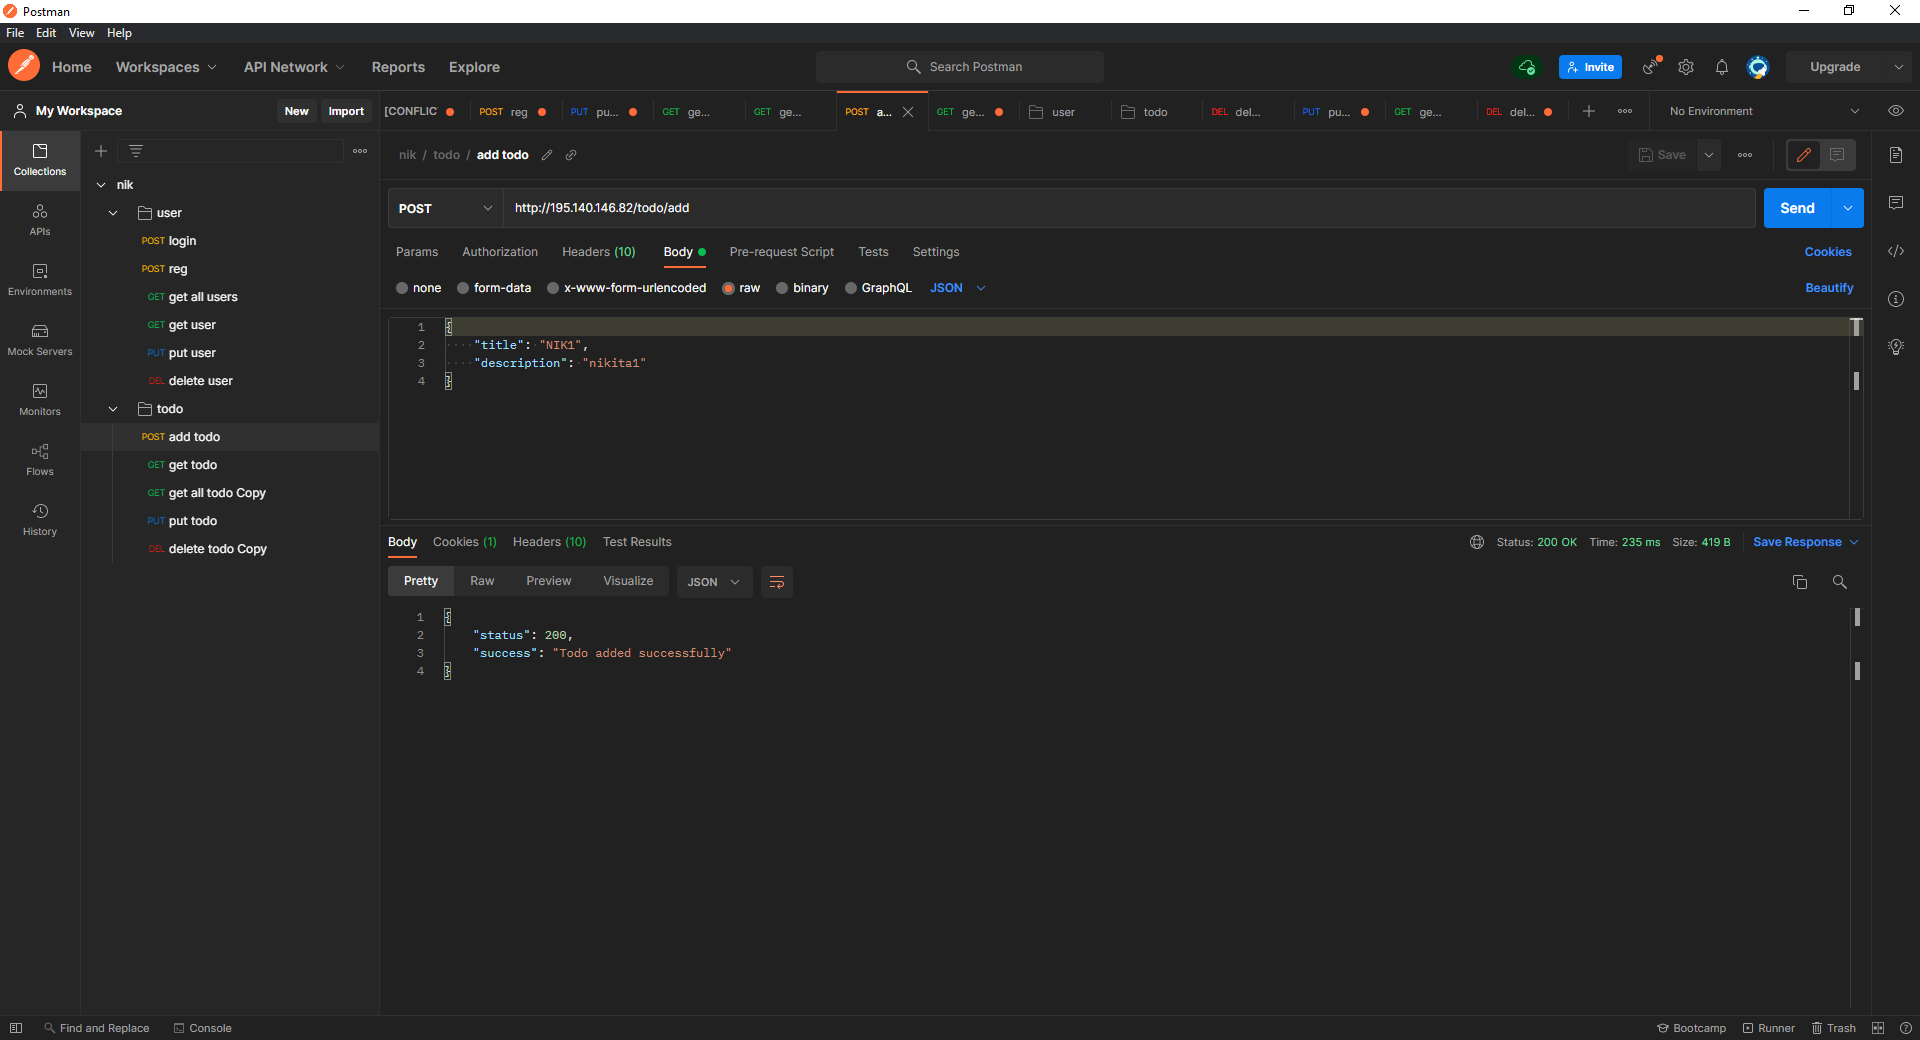 Postman
File Edit View Help
Home Workspaces API Network Reports Explore Search Postman Invite Upgrade
My Workspace New Import [CONFLIC POST reg PUT pu... GET ge... GET ge... POST a... GET ge... user todo DEL del... PUT pu... GET ge... DEL del... No Environment
nik / todo / add todo Save
Collections
APIs
Environments
Mock Servers
Monitors
Flows
History
nik
user
POST login
POST reg
GET get all users
GET get user
PUT put user
DEL delete user
todo
POST add todo
GET get todo
GET get all todo Copy
PUT put todo
DEL delete todo Copy
POST http://195.140.146.82/todo/add Send
Params Authorization Headers (10) Body Pre-request Script Tests Settings Cookies
none form-data x-www-form-urlencoded raw binary GraphQL JSON Beautify
1 {
2 "title": "NIK1",
3 "description": "nikita1"
4 }
Body Cookies (1) Headers (10) Test Results Status: 200 OK Time: 235 ms Size: 419 B Save Response
Pretty Raw Preview Visualize JSON
1 {
2 "status": 200,
3 "success": "Todo added successfully"
4 }
Find and Replace Console Bootcamp Runner Trash